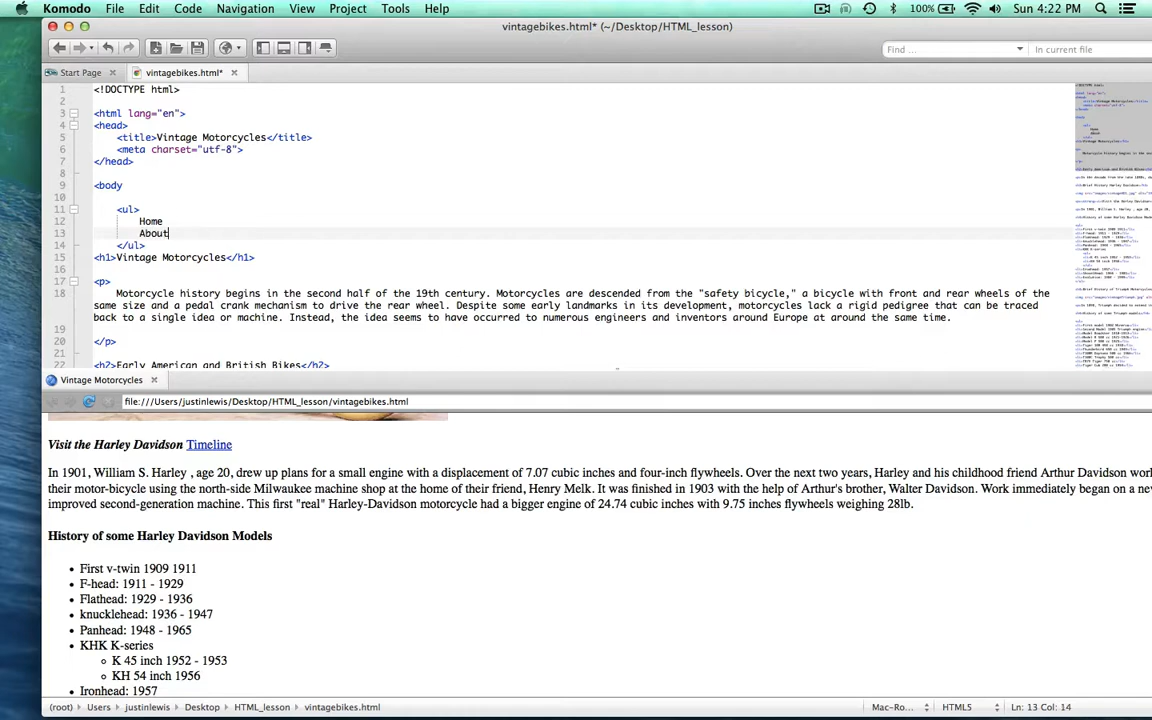 Komodo File Edit Code Navigation View Project Tools Help 100% Sun 4:22 PM
vintagebikes.html* (~/Desktop/HTML_lesson)
Find ... In current file
Start Page vintagebikes.html*
1 <!DOCTYPE html>
2
3 <html lang="en">
4 <head>
5 <title>Vintage Motorcycles</title>
6 <meta charset="utf-8">
7 </head>
8
9 <body
10
11 <ul>
12 Home
13 About
14 </ul>
15 <h1>Vintage Motorcycles</h1>
16
17 <p>
18 Motorcycle history begins in the second half of the 19th century. Motorcycles are descended from the "safety bicycle," a bicycle with front and rear wheels of the
same size and a pedal crank mechanism to drive the rear wheel. Despite some early landmarks in its development, motorcycles lack a rigid pedigree that can be traced
back to a single idea or machine. Instead, the idea seems to have occurred to numerous engineers and inventors around Europe at around the same time.
19
20 </p>
21
22 <h2>Early American and British Bikes</h2>
Vintage Motorcycles
file:///Users/justinlewis/Desktop/HTML_lesson/vintagebikes.html
Visit the Harley Davidson Timeline
In 1901, William S. Harley , age 20, drew up plans for a small engine with a displacement of 7.07 cubic inches and four-inch flywheels. Over the next two years, Harley and his childhood friend Arthur Davidson wor
their motor-bicycle using the north-side Milwaukee machine shop at the home of their friend, Henry Melk. It was finished in 1903 with the help of Arthur's brother, Walter Davidson. Work immediately began on a ne
improved second-generation machine. This first "real" Harley-Davidson motorcycle had a bigger engine of 24.74 cubic inches with 9.75 inches flywheels weighing 28lb.
History of some Harley Davidson Models
• First v-twin 1909 1911
• F-head: 1911 - 1929
• Flathead: 1929 - 1936
• knucklehead: 1936 - 1947
• Panhead: 1948 - 1965
• KHK K-series
◦ K 45 inch 1952 - 1953
◦ KH 54 inch 1956
• Ironhead: 1957
(root) Users justinlewis Desktop HTML_lesson vintagebikes.html Mac-Ro... HTML5 Ln: 13 Col: 14